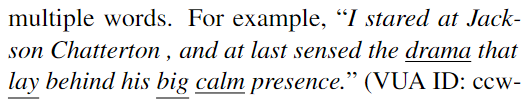 multiple words. For example, “I stared at Jack-
son Chatterton , and at last sensed the drama that
lay behind his big calm presence.” (VUA ID: ccw-